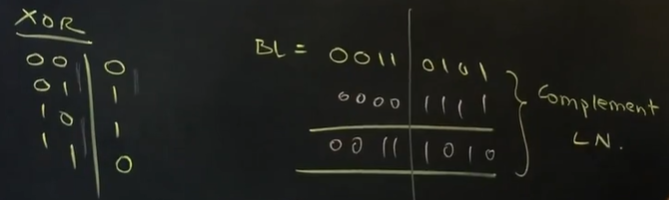 XOR
00 | 0
01 | 1
10 | 1
11 | 0
BL = 0011 0101
0000 1111
0011 1010
Complement
LN.